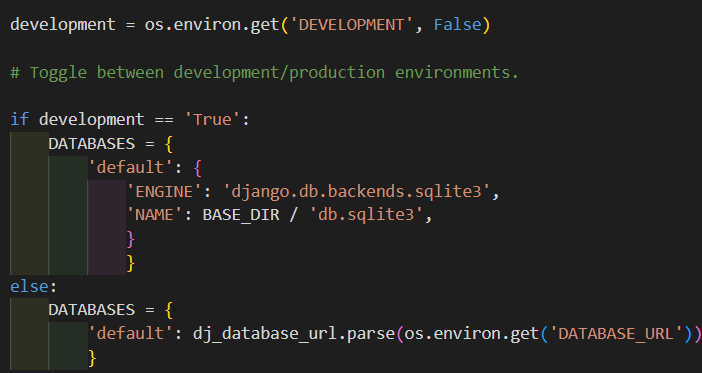 development = os.environ.get('DEVELOPMENT', False)
# Toggle between development/production environments.
if development == 'True':
    DATABASES = {
        'default': {
            'ENGINE': 'django.db.backends.sqlite3',
            'NAME': BASE_DIR / 'db.sqlite3',
            }
            }
else:
    DATABASES = {
        'default': dj_database_url.parse(os.environ.get('DATABASE_URL'))
        }